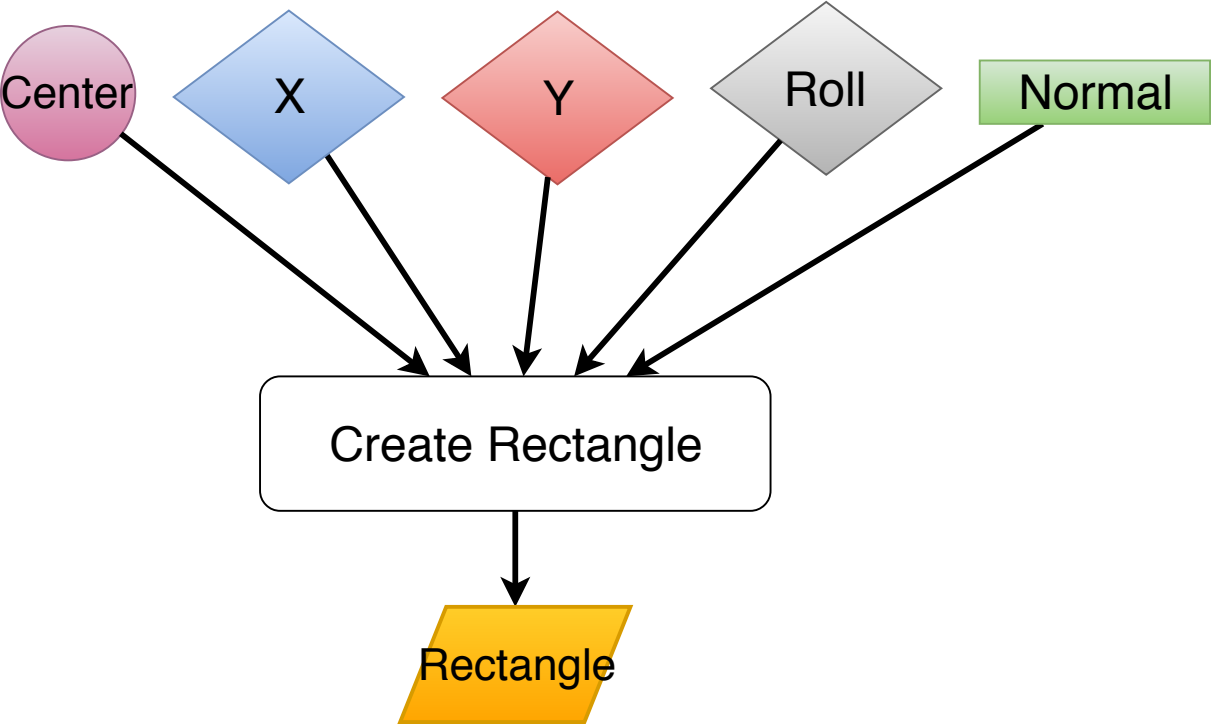 Center
X
Y
Roll
Normal
Create Rectangle
Rectangle